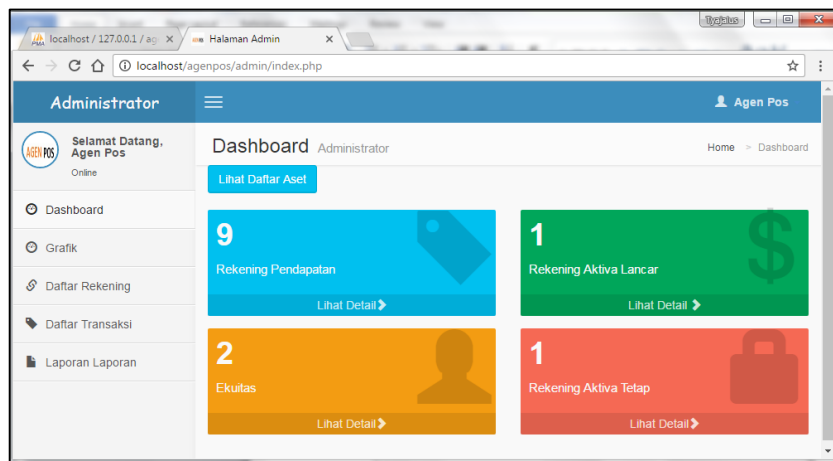 Tyajetus
localhost / 127.0.0.1 / ag
Halaman Admin
localhost/agenpos/admin/index.php
Administrator
Agen Pos
AGEN POS
Selamat Datang,
Agen Pos
Online
Dashboard Administrator
Home > Dashboard
Lihat Daftar Aset
Dashboard
Grafik
Daftar Rekening
Daftar Transaksi
Laporan Laporan
9
Rekening Pendapatan
Lihat Detail
1
Rekening Aktiva Lancar
$
Lihat Detail
2
Ekuitas
Lihat Detail
1
Rekening Aktiva Tetap
Lihat Detail